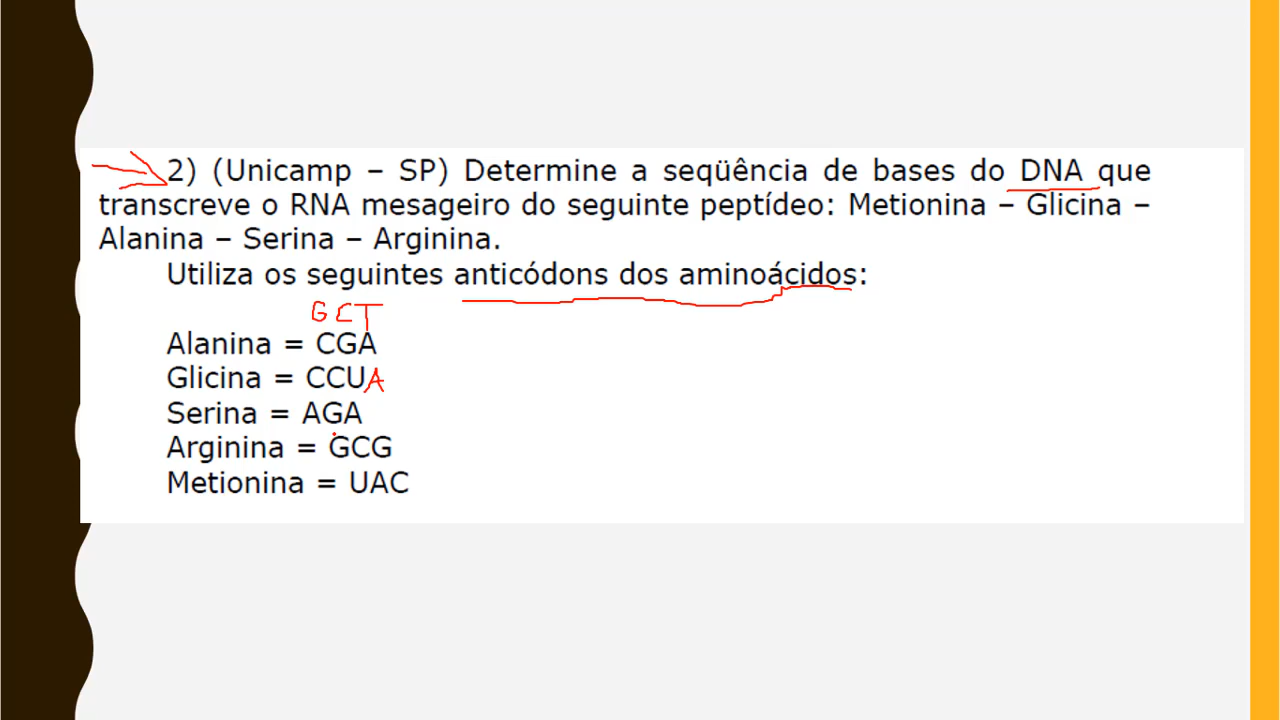 2) (Unicamp – SP) Determine a seqüência de bases do DNA que
transcreve o RNA mesageiro do seguinte peptídeo: Metionina – Glicina –
Alanina – Serina – Arginina.
Utiliza os seguintes anticódons dos aminoácidos:
GCT
Alanina = CGA
Glicina = CCUA
Serina = AGA
Arginina = GCG
Metionina = UAC